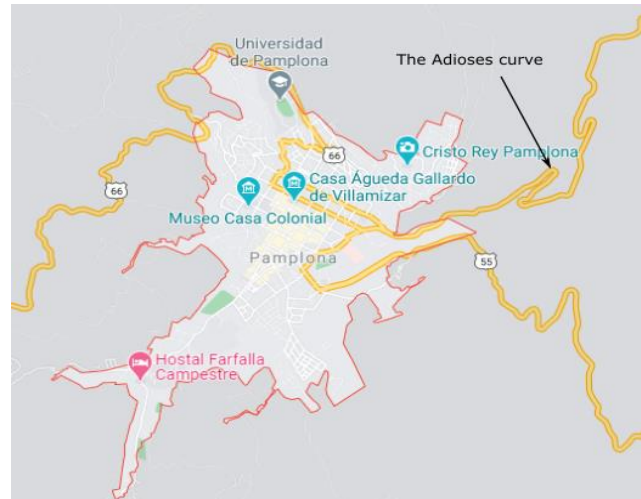 Universidad
de Pamplona
The Adioses curve
66
Cristo Rey Pamplona
66
Casa Águeda Gallardo
de Villamizar
Museo Casa Colonial
Pamplona
55
Hostal Farfalla
Campestre